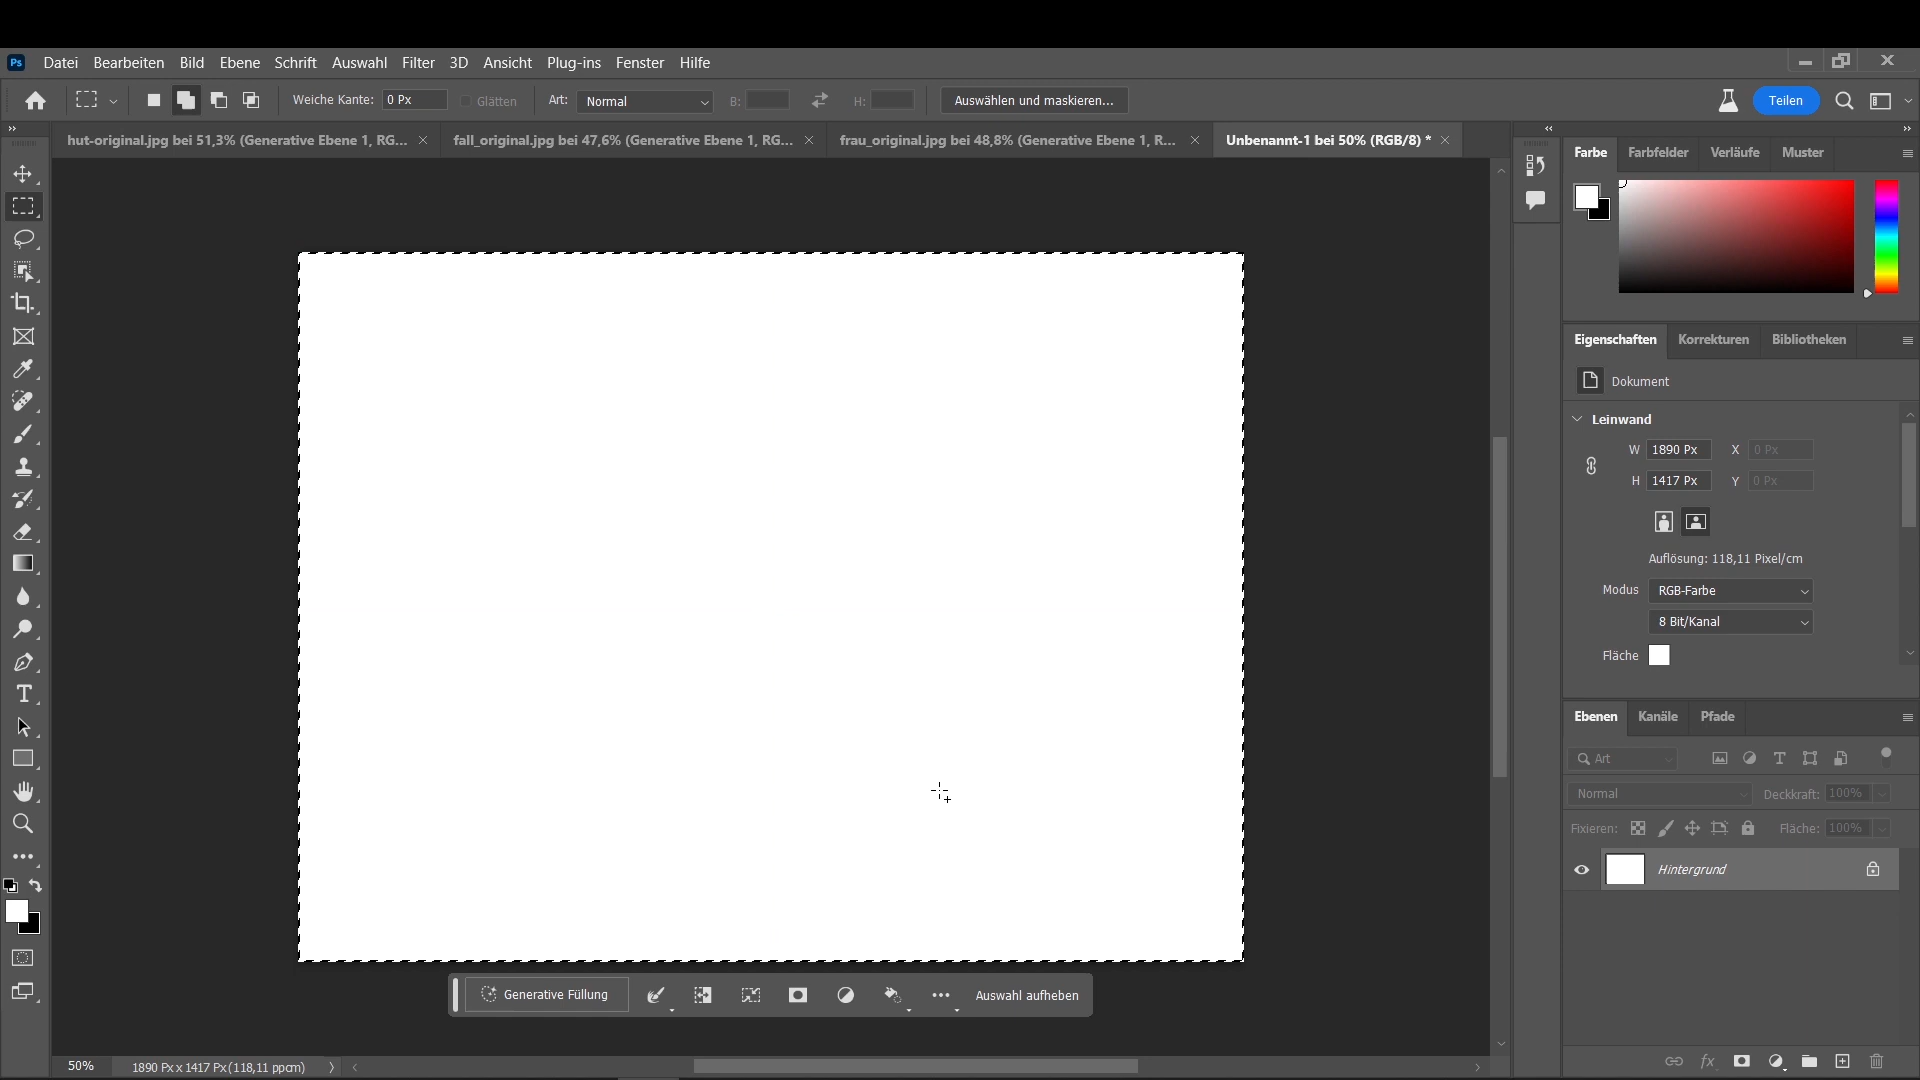 Ps Datei Bearbeiten Bild Ebene Schrift Auswahl Filter 3D Ansicht Plug-ins Fenster Hilfe
Weiche Kante: 0 Px Glätten Art: Normal B: H: Auswählen und maskieren... Teilen
hut-original.jpg bei 51,3% (Generative Ebene 1, RG... fall_original.jpg bei 47,6% (Generative Ebene 1, RG... frau_original.jpg bei 48,8% (Generative Ebene 1, R... Unbenannt-1 bei 50% (RGB/8) *
Farbe Farbfelder Verläufe Muster
Eigenschaften Korrekturen Bibliotheken
Dokument
Leinwand
W 1890 Px X 0 Px
H 1417 Px Y 0 Px
Auflösung: 118,11 Pixel/cm
Modus RGB-Farbe
8 Bit/Kanal
Fläche
Ebenen Kanäle Pfade
Art
Normal Deckkraft: 100%
Fixieren: Fläche: 100%
Hintergrund
Generative Füllung Auswahl aufheben
50% 1890 Px x 1417 Px (118,11 ppcm)
fx